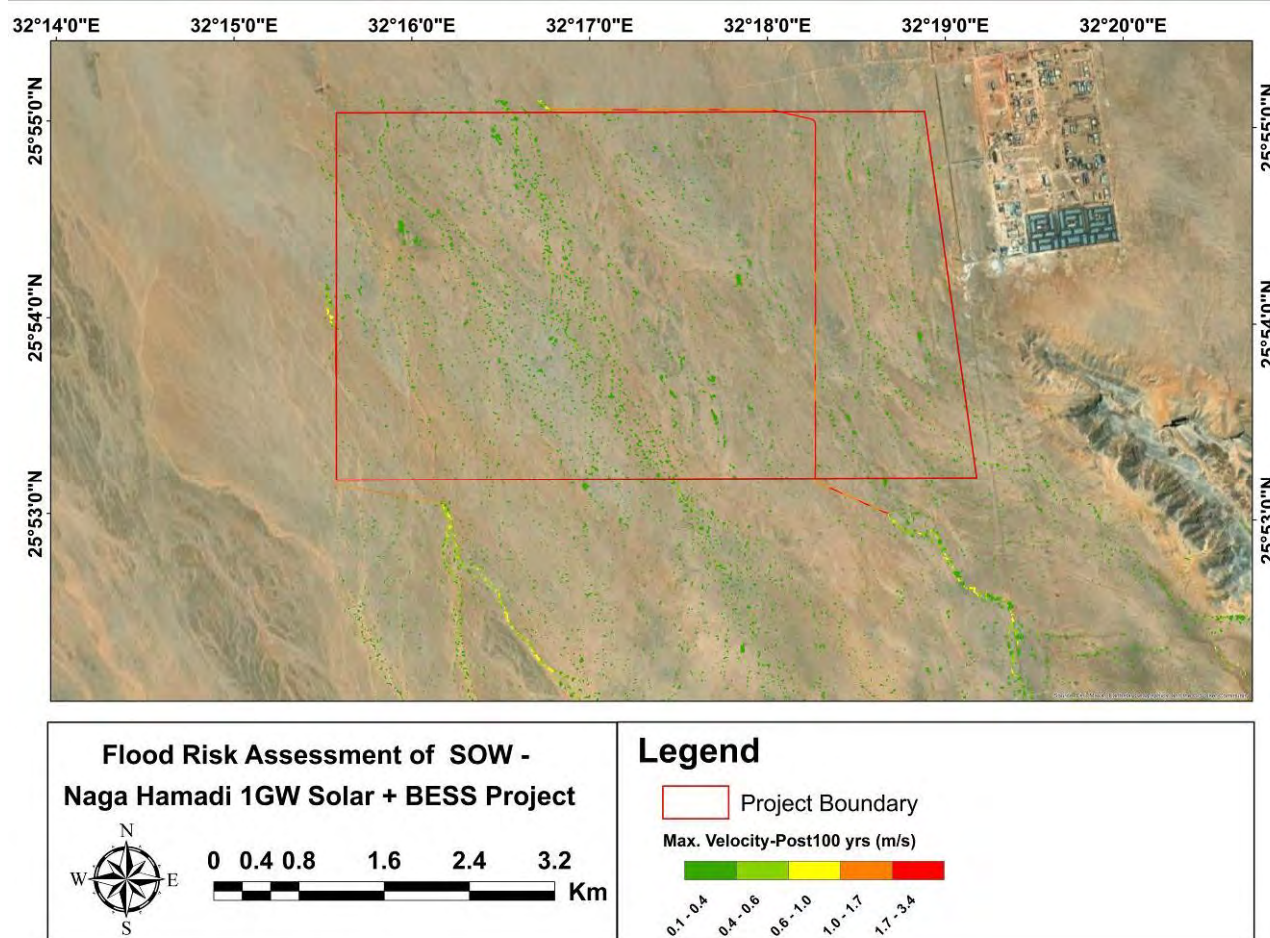 32°14'0"E 32°15'0"E 32°16'0"E 32°17'0"E 32°18'0"E 32°19'0"E 32°20'0"E
25°55'0"N 25°55'0"N
25°54'0"N 25°54'0"N
25°53'0"N 25°53'0"N
Flood Risk Assessment of SOW -
Naga Hamadi 1GW Solar + BESS Project
N
W E
S
0 0.4 0.8 1.6 2.4 3.2
Km
Legend
Project Boundary
Max. Velocity-Post100 yrs (m/s)
0.1 - 0.4 0.4 - 0.6 0.6 - 1.0 1.0 - 1.7 1.7 - 3.4